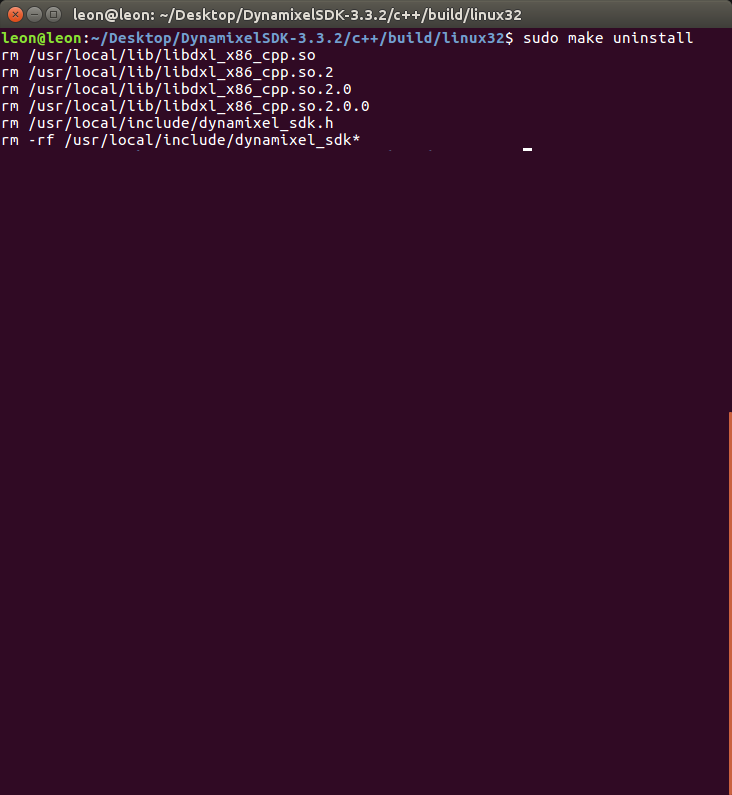 leon@leon: ~/Desktop/DynamixelSDK-3.3.2/c++/build/linux32
leon@leon:~/Desktop/DynamixelSDK-3.3.2/c++/build/linux32$ sudo make uninstall
rm /usr/local/lib/libdxl_x86_cpp.so
rm /usr/local/lib/libdxl_x86_cpp.so.2
rm /usr/local/lib/libdxl_x86_cpp.so.2.0
rm /usr/local/lib/libdxl_x86_cpp.so.2.0.0
rm /usr/local/include/dynamixel_sdk.h
rm -rf /usr/local/include/dynamixel_sdk*